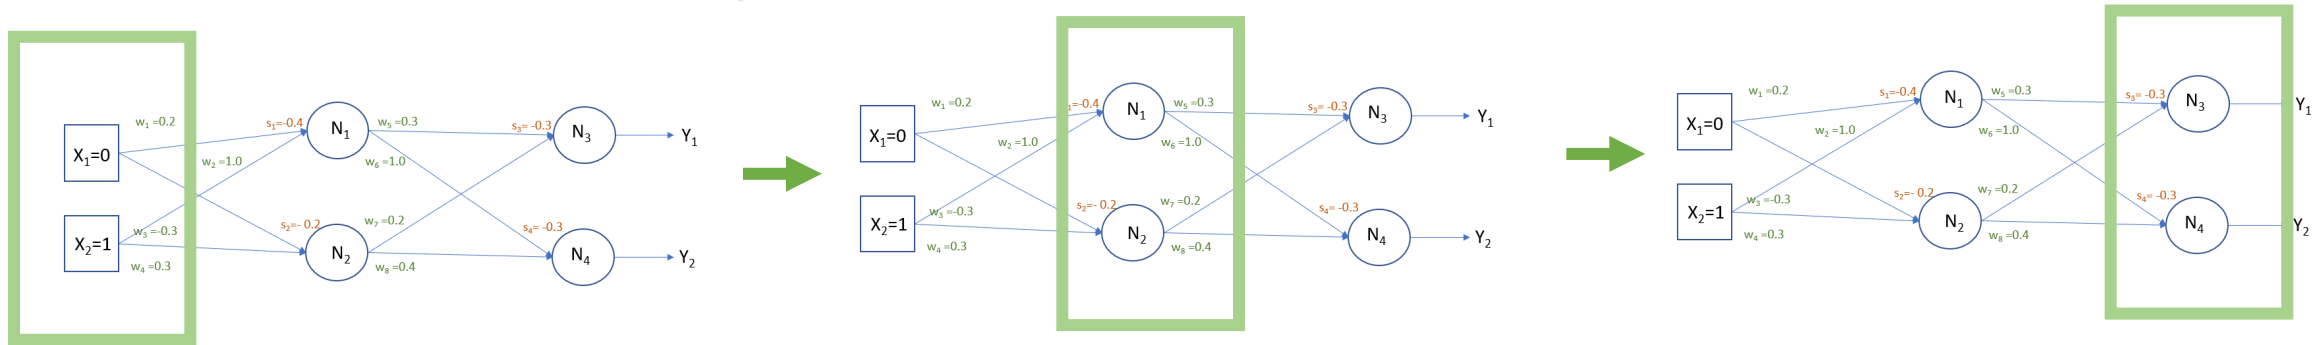 w₁ =0.2
s₁=-0.4
N₁
w₅ =0.3
s₃= -0.3
N₃
Y₁
X₁=0
w₂ =1.0
w₆ =1.0
X₂=1
w₃ =-0.3
s₂=- 0.2
w₇ =0.2
s₄= -0.3
N₂
N₄
Y₂
w₄ =0.3
w₈ =0.4
w₁ =0.2
₁=-0.4
N₁
w₅ =0.3
s₃= -0.3
N₃
Y₁
X₁=0
w₂ =1.0
w₆ =1.0
X₂=1
w₃ =-0.3
s₂=- 0.2
w₇ =0.2
s₄= -0.3
N₂
N₄
Y₂
w₄ =0.3
w₈ =0.4
w₁ =0.2
s₁=-0.4
N₁
w₅ =0.3
s₃= -0.3
N₃
Y₁
X₁=0
w₂ =1.0
w₆ =1.0
X₂=1
w₃ =-0.3
s₂=- 0.2
w₇ =0.2
s₄= -0.3
N₂
N₄
Y₂
w₄ =0.3
w₈ =0.4